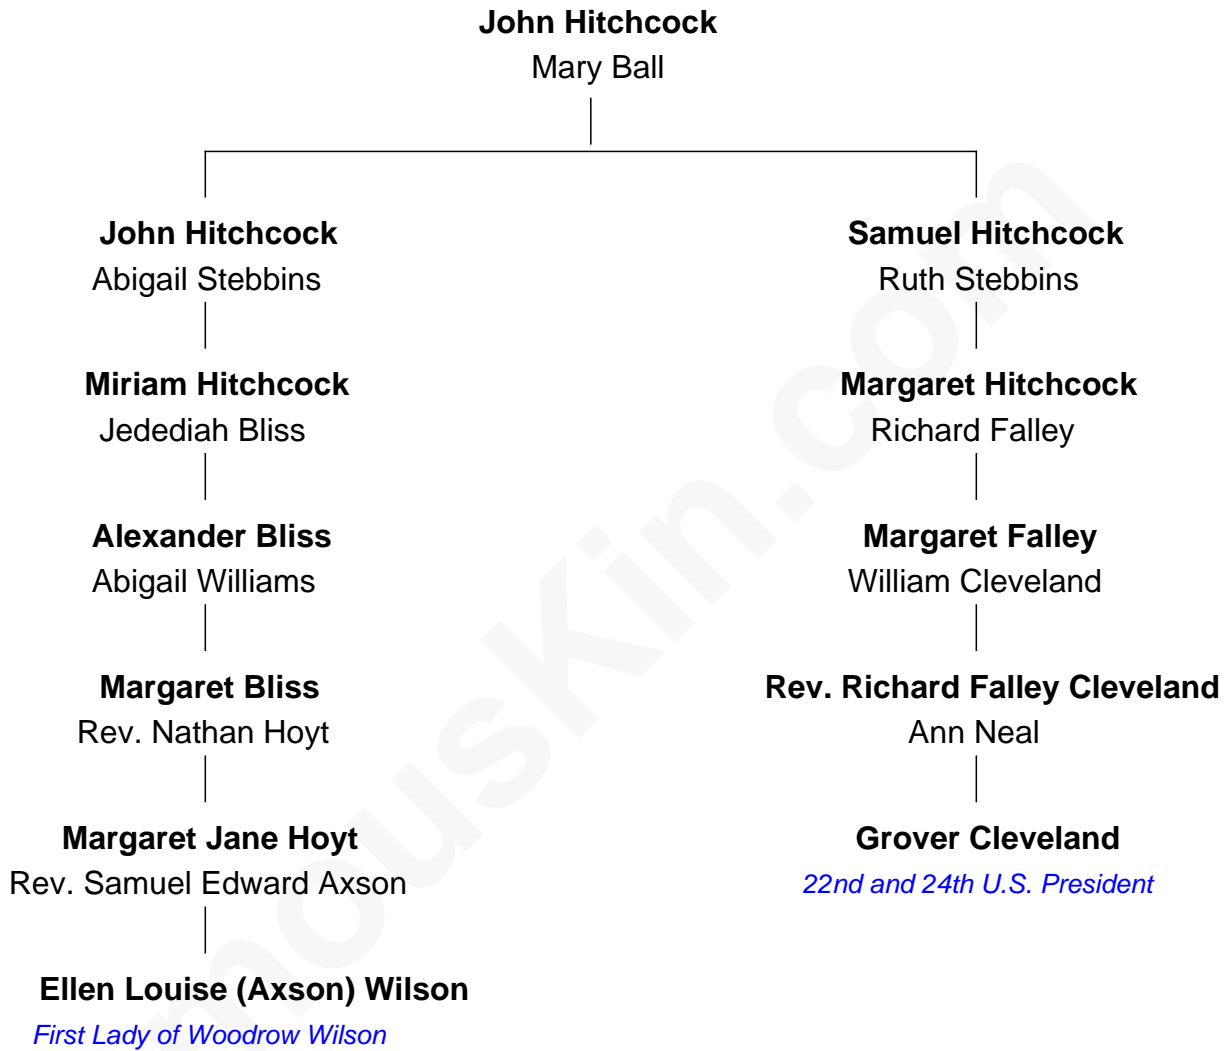 John Hitchcock
Mary Ball
John Hitchcock
Abigail Stebbins
Samuel Hitchcock
Ruth Stebbins
Miriam Hitchcock
Jedediah Bliss
Margaret Hitchcock
Richard Falley
Alexander Bliss
Abigail Williams
Margaret Falley
William Cleveland
Margaret Bliss
Rev. Nathan Hoyt
Rev. Richard Falley Cleveland
Ann Neal
Margaret Jane Hoyt
Rev. Samuel Edward Axson
Grover Cleveland
22nd and 24th U.S. President
Ellen Louise (Axson) Wilson
First Lady of Woodrow Wilson
mousKin.com